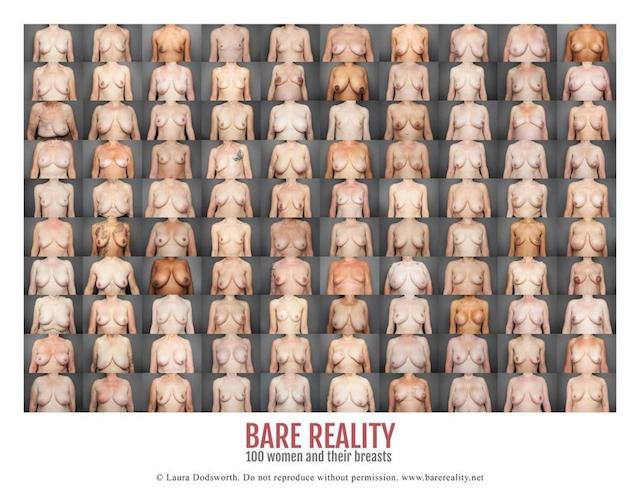 BARE REALITY
100 women and their breasts
© Laura Dodsworth. Do not reproduce without permission. www.barereality.net